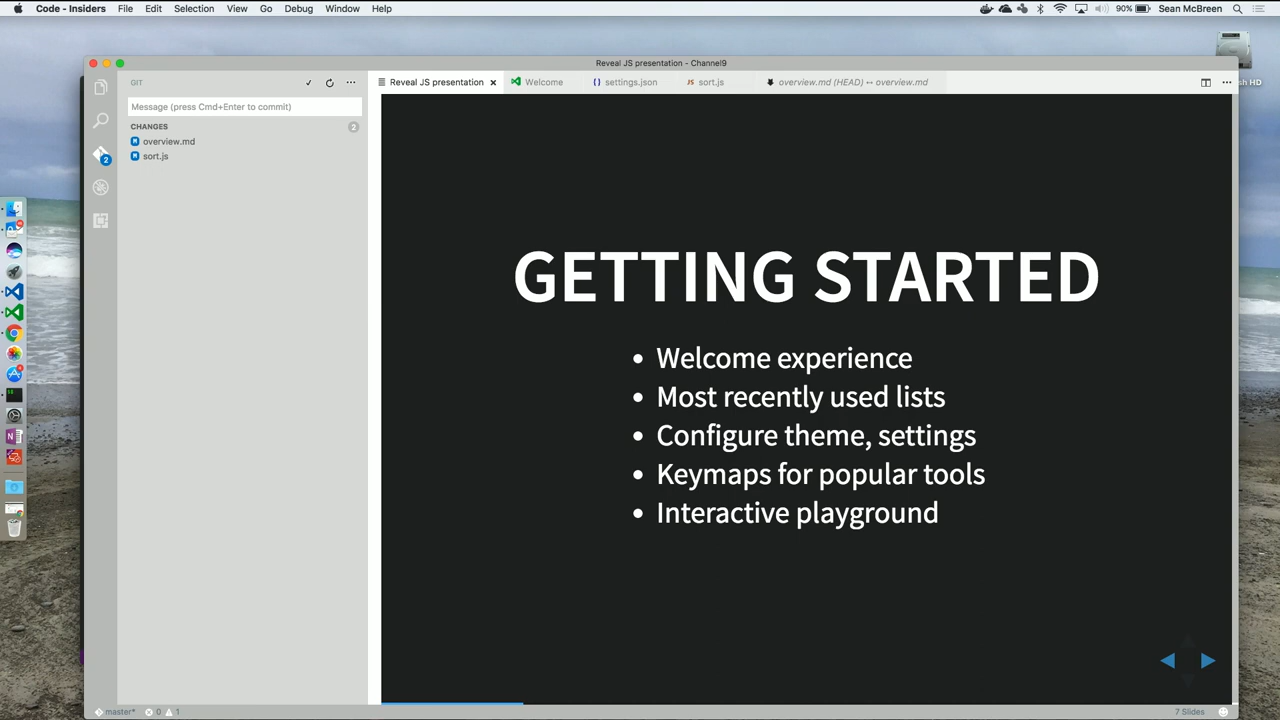 Code - Insiders File Edit Selection View Go Debug Window Help 90% Sean McBreen
Reveal JS presentation - Channel9
GIT
Reveal JS presentation Welcome settings.json sort.js overview.md (HEAD) ↔ overview.md
sh HD
Message (press Cmd+Enter to commit)
CHANGES 2
overview.md
sort.js
2
GETTING STARTED
• Welcome experience
• Most recently used lists
• Configure theme, settings
• Keymaps for popular tools
• Interactive playground
master* 0 1 7 Slides